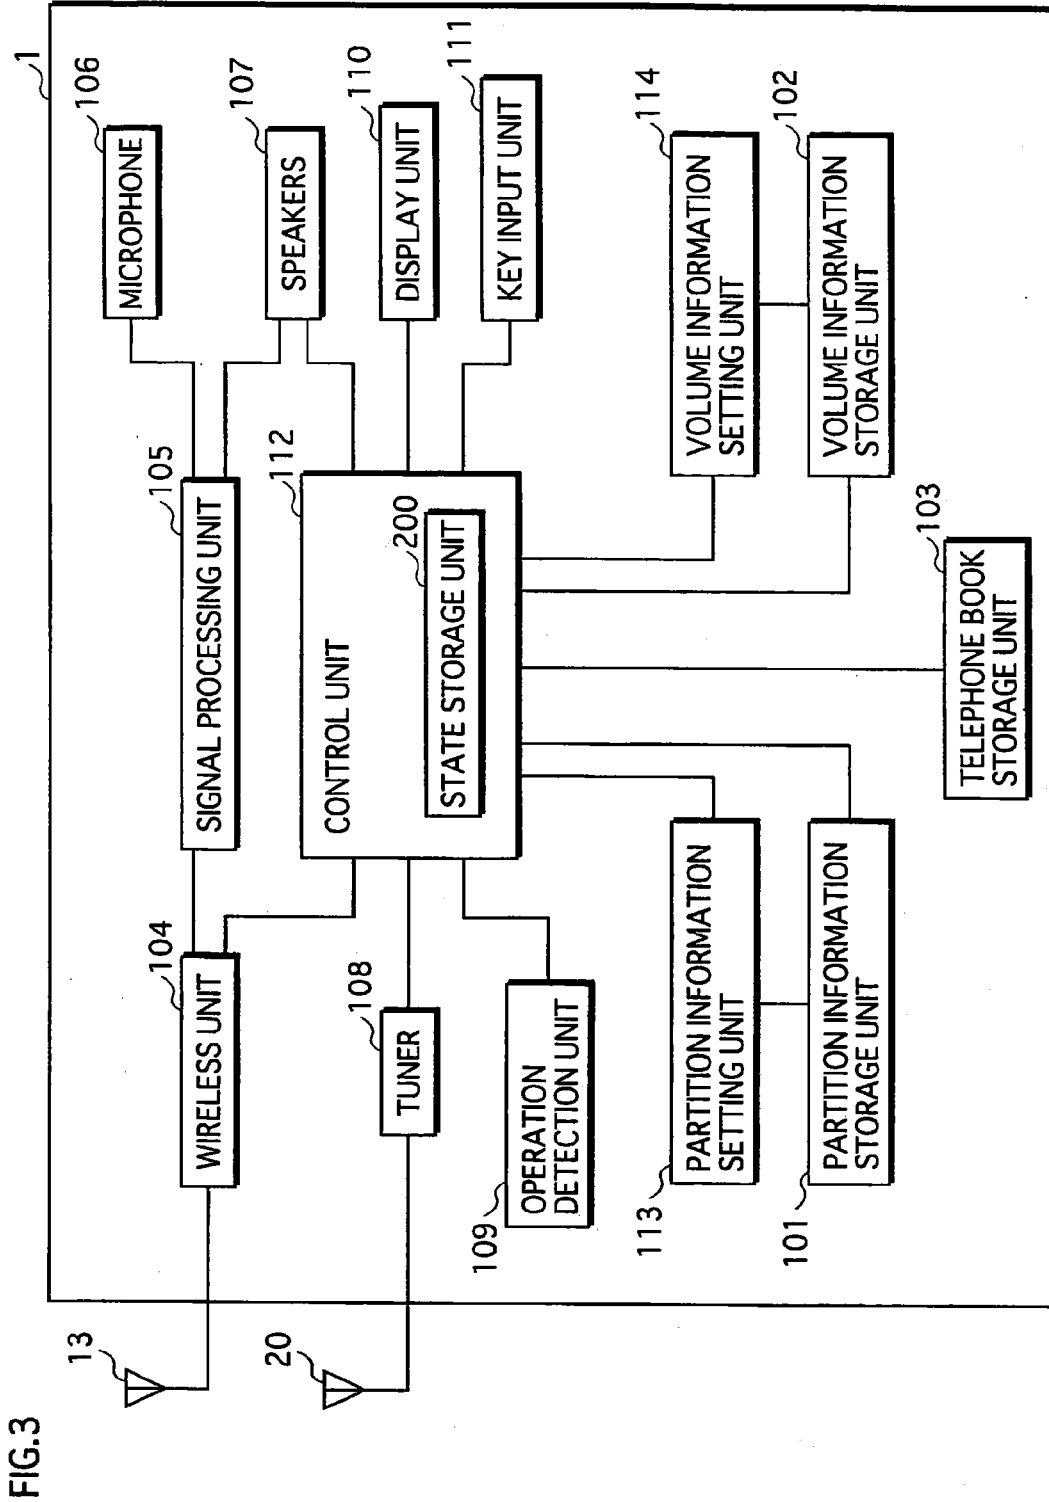 FIG.3
1
13
20
104
WIRELESS UNIT
105
SIGNAL PROCESSING UNIT
106
MICROPHONE
107
SPEAKERS
108
TUNER
112
CONTROL UNIT
200
STATE STORAGE UNIT
110
DISPLAY UNIT
111
KEY INPUT UNIT
109
OPERATION
DETECTION UNIT
113
PARTITION INFORMATION
SETTING UNIT
114
VOLUME INFORMATION
SETTING UNIT
101
PARTITION INFORMATION
STORAGE UNIT
102
VOLUME INFORMATION
STORAGE UNIT
103
TELEPHONE BOOK
STORAGE UNIT